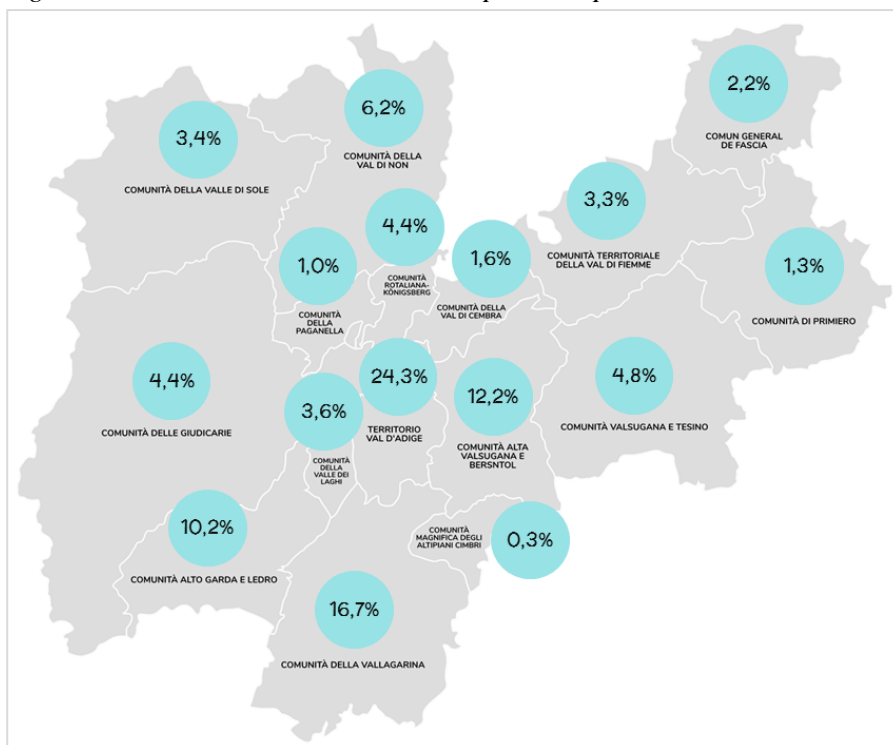 2,2%
COMUN GENERAL
DE FASCIA
6,2%
COMUNITÀ DELLA
VAL DI NON
3,4%
COMUNITÀ DELLA VALLE DI SOLE
3,3%
COMUNITÀ TERRITORIALE
DELLA VAL DI FIEMME
4,4%
COMUNITÀ
ROTALIANA-
KÖNIGSBERG
1,6%
COMUNITÀ DELLA
VAL DI CEMBRA
1,0%
COMUNITÀ
DELLA
PAGANELLA
1,3%
COMUNITÀ DI PRIMIERO
4,4%
COMUNITÀ DELLE GIUDICARIE
24,3%
TERRITORIO
VAL D'ADIGE
3,6%
COMUNITÀ
DELLA
VALLE DEI
LAGHI
12,2%
COMUNITÀ ALTA
VALSUGANA E
BERSNTOL
4,8%
COMUNITÀ VALSUGANA E TESINO
10,2%
COMUNITÀ ALTO GARDA E LEDRO
COMUNITÀ
MAGNIFICA DEGLI
ALTIPIANI CIMBRI
0,3%
16,7%
COMUNITÀ DELLA VALLAGARINA